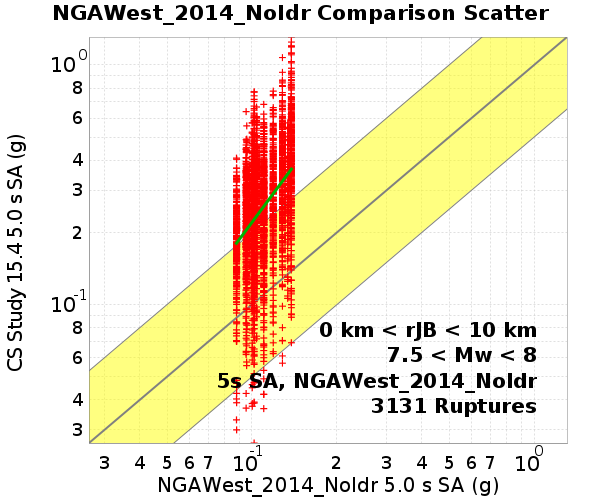 NGAWest_2014_NoIdr Comparison Scatter
CS Study 15.4 5.0 s SA (g)
10^0
8
6
4
3
2
10^-1
8
6
4
3
0 km < rJB < 10 km
7.5 < Mw < 8
5s SA, NGAWest_2014_NoIdr
3131 Ruptures
3 4 5 6 7 10^-1 2 3 4 5 6 7 10^0
NGAWest_2014_NoIdr 5.0 s SA (g)